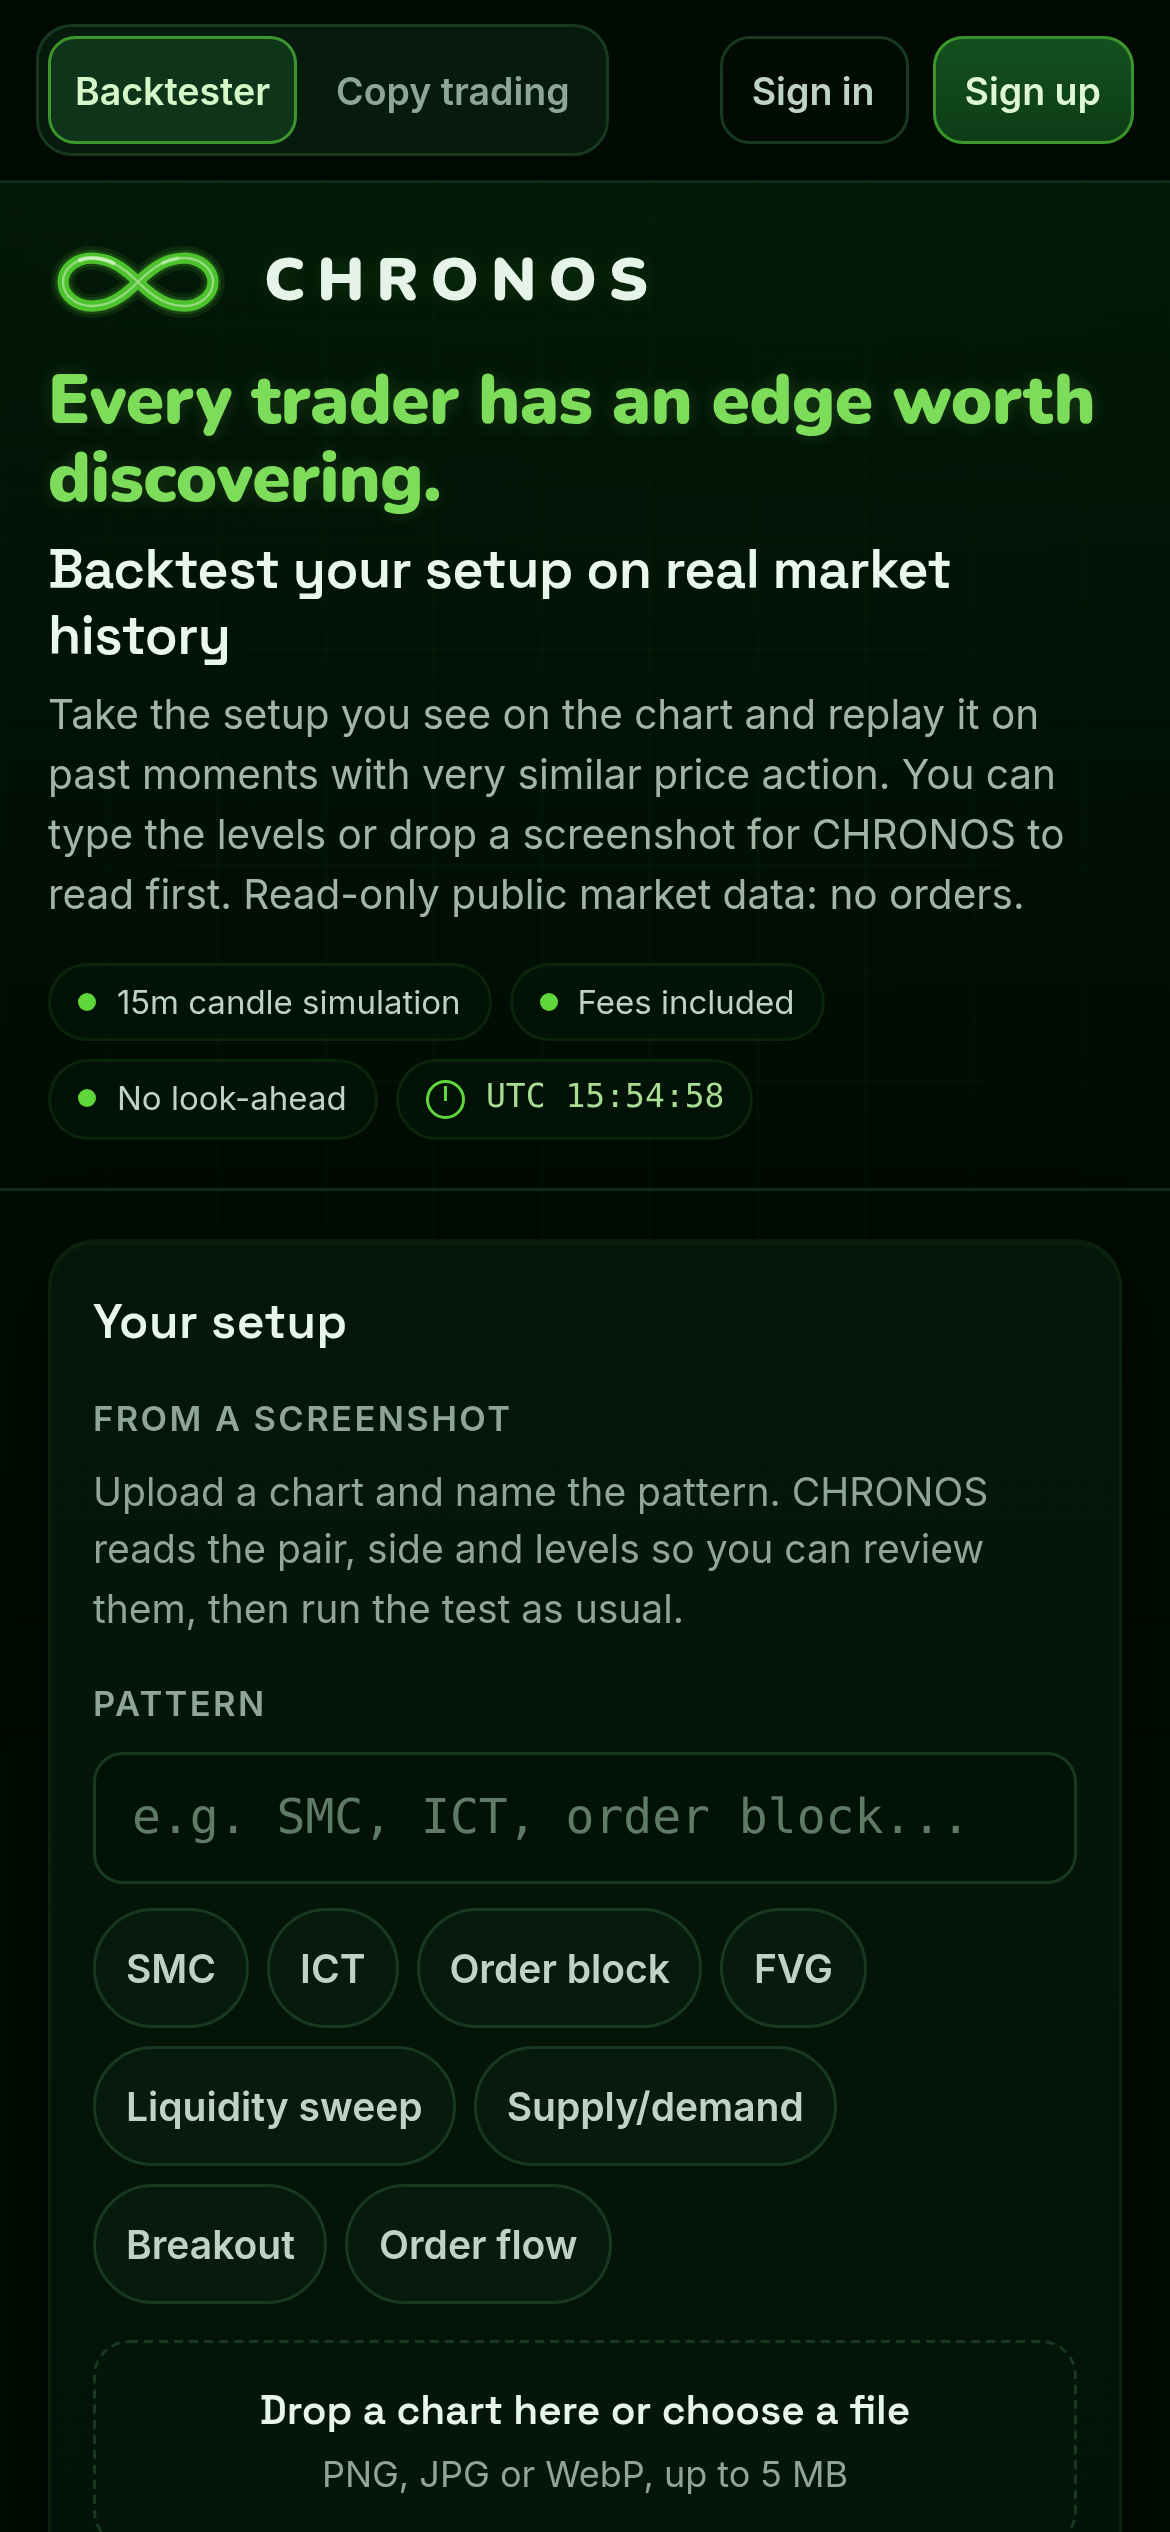 Backtester
Copy trading
Sign in
Sign up
CHRONOS
Every trader has an edge worth
discovering.
Backtest your setup on real market
history
Take the setup you see on the chart and replay it on
past moments with very similar price action. You can
type the levels or drop a screenshot for CHRONOS to
read first. Read-only public market data: no orders.
15m candle simulation
Fees included
No look-ahead
UTC 15:54:58
Your setup
FROM A SCREENSHOT
Upload a chart and name the pattern. CHRONOS
reads the pair, side and levels so you can review
them, then run the test as usual.
PATTERN
e.g. SMC, ICT, order block...
SMC
ICT
Order block
FVG
Liquidity sweep
Supply/demand
Breakout
Order flow
Drop a chart here or choose a file
PNG, JPG or WebP, up to 5 MB